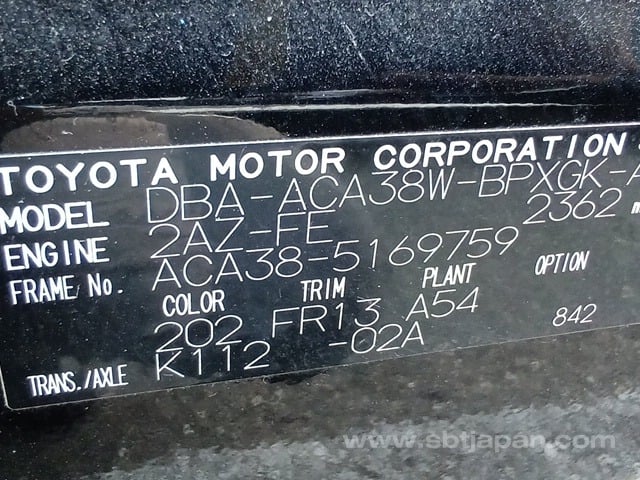 TOYOTA MOTOR CORPORATION
MODEL DBA-ACA38W-BPXGK-A
ENGINE 2AZ-FE 2362
FRAME No. ACA38-5169759
COLOR TRIM PLANT OPTION
202 FR13 A54 842
TRANS./AXLE K112 -02A
www.sbtjapan.com